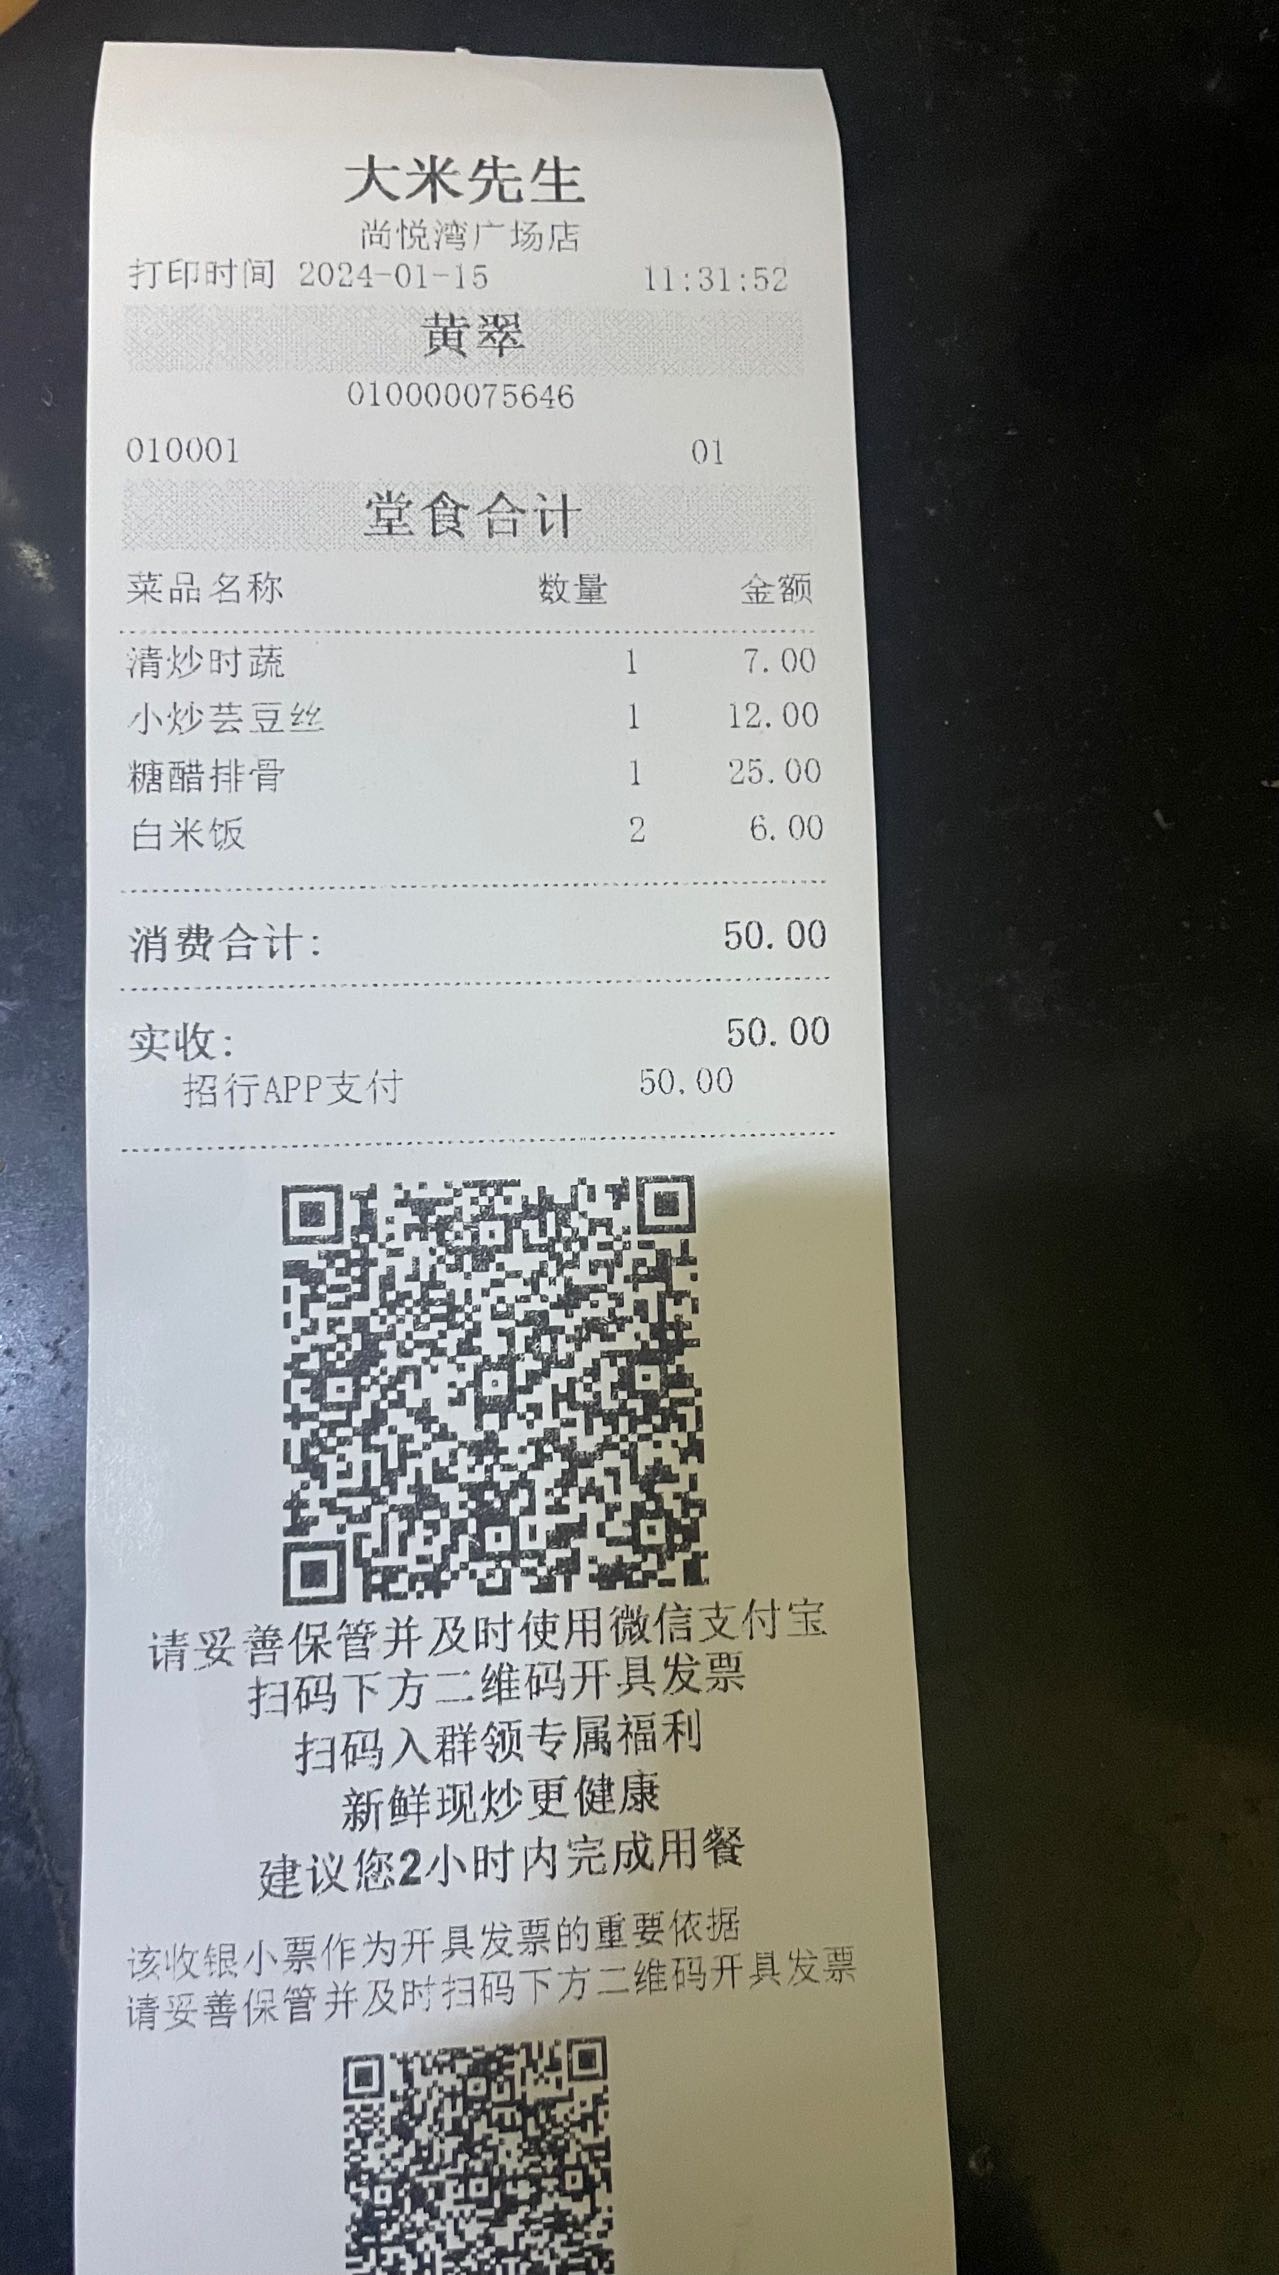 大米先生
尚悦湾广场店
打印时间 2024-01-15 11:31:52
黄翠
010000075646
010001 01
堂食合计
菜品名称 数量 金额
清炒时蔬 1 7.00
小炒芸豆丝 1 12.00
糖醋排骨 1 25.00
白米饭 2 6.00
消费合计: 50.00
实收: 50.00
招行APP支付 50.00
请妥善保管并及时使用微信支付宝
扫码下方二维码开具发票
扫码入群领专属福利
新鲜现炒更健康
建议您2小时内完成用餐
该收银小票作为开具发票的重要依据
请妥善保管并及时扫码下方二维码开具发票